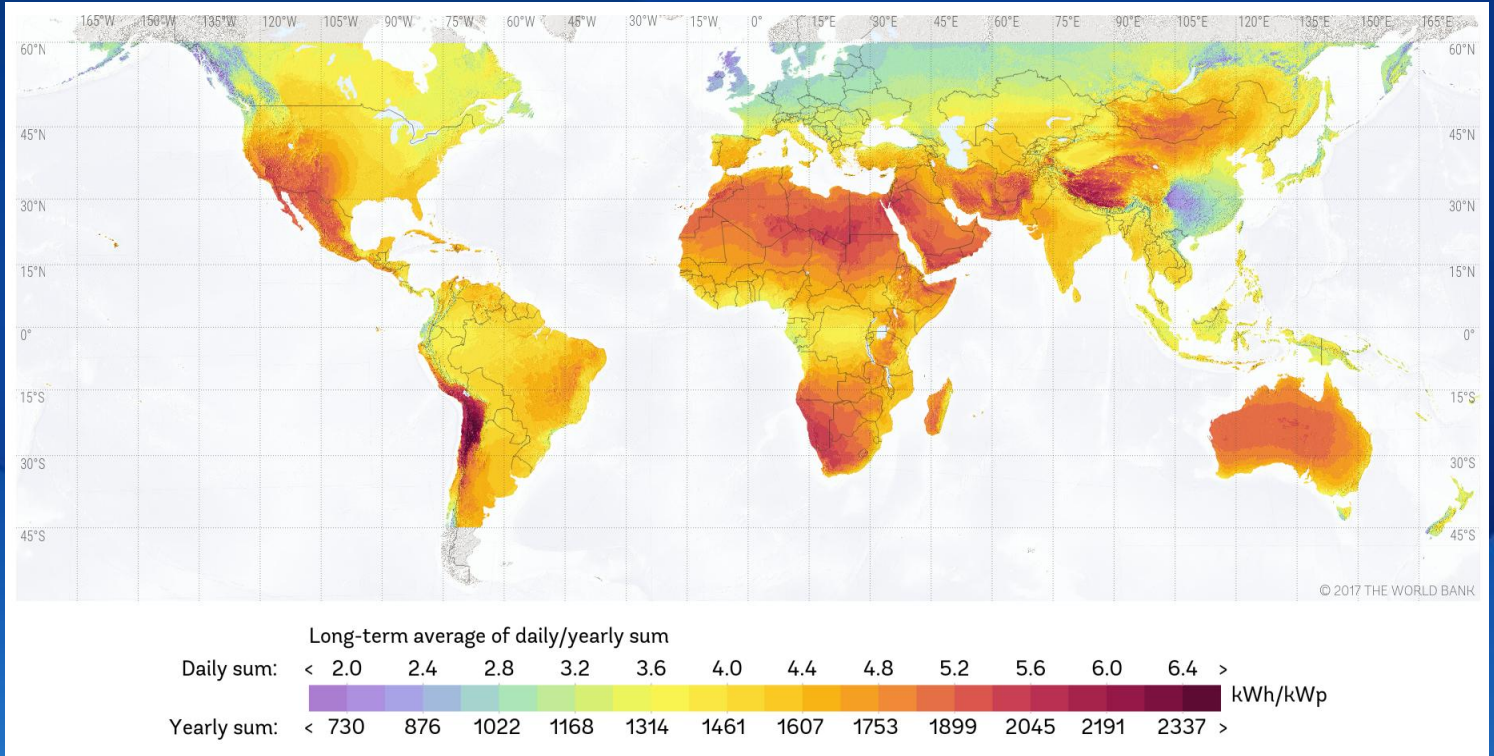 165°W 150°W 135°W 120°W 105°W 90°W 75°W 60°W 45°W 30°W 15°W 0° 15°E 30°E 45°E 60°E 75°E 90°E 105°E 120°E 135°E 150°E 165°E
60°N 60°N
45°N 45°N
30°N 30°N
15°N 15°N
0° 0°
15°S 15°S
30°S 30°S
45°S 45°S
© 2017 THE WORLD BANK
Long-term average of daily/yearly sum
Daily sum: < 2.0 2.4 2.8 3.2 3.6 4.0 4.4 4.8 5.2 5.6 6.0 6.4 >
kWh/kWp
Yearly sum: < 730 876 1022 1168 1314 1461 1607 1753 1899 2045 2191 2337 >